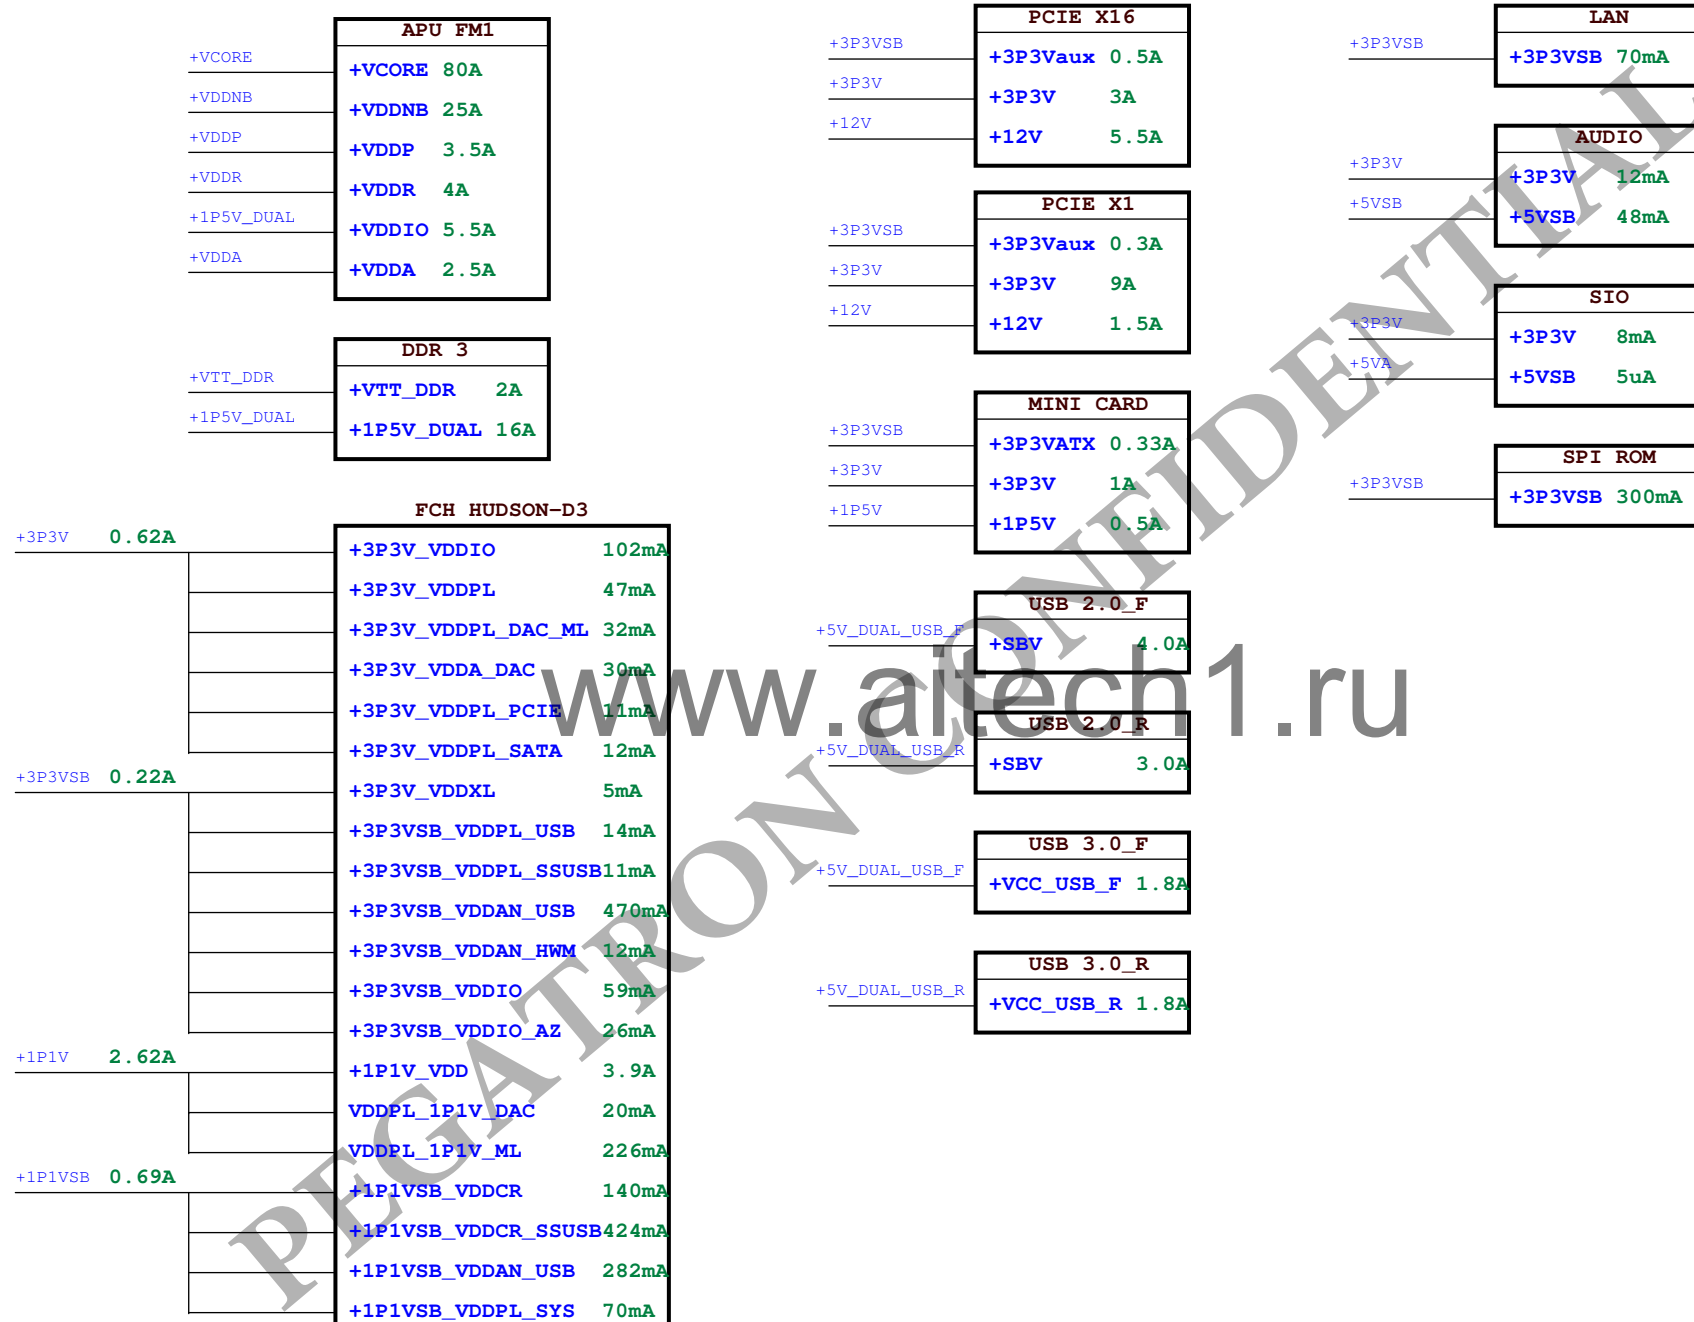 APU FM1
+VCORE
+VCORE 80A
+VDDNB
+VDDNB 25A
+VDDP
+VDDP 3.5A
+VDDR
+VDDR 4A
+1P5V_DUAL
+VDDIO 5.5A
+VDDA
+VDDA 2.5A
DDR 3
+VTT_DDR
+VTT_DDR 2A
+1P5V_DUAL
+1P5V_DUAL 16A
FCH HUDSON-D3
+3P3V 0.62A
+3P3V_VDDIO 102mA
+3P3V_VDDPL 47mA
+3P3V_VDDPL_DAC_ML 32mA
+3P3V_VDDA_DAC 30mA
+3P3V_VDDPL_PCIE 11mA
+3P3V_VDDPL_SATA 12mA
+3P3VSB 0.22A
+3P3V_VDDXL 5mA
+3P3VSB_VDDPL_USB 14mA
+3P3VSB_VDDPL_SSUSB 11mA
+3P3VSB_VDDAN_USB 470mA
+3P3VSB_VDDAN_HWM 12mA
+3P3VSB_VDDIO 59mA
+3P3VSB_VDDIO_AZ 26mA
+1P1V 2.62A
+1P1V_VDD 3.9A
VDDPL_1P1V_DAC 20mA
VDDPL_1P1V_ML 226mA
+1P1VSB 0.69A
+1P1VSB_VDDCR 140mA
+1P1VSB_VDDCR_SSUSB 424mA
+1P1VSB_VDDAN_USB 282mA
+1P1VSB_VDDPL_SYS 70mA
PCIE X16
+3P3VSB
+3P3Vaux 0.5A
+3P3V
+3P3V 3A
+12V
+12V 5.5A
PCIE X1
+3P3VSB
+3P3Vaux 0.3A
+3P3V
+3P3V 9A
+12V
+12V 1.5A
MINI CARD
+3P3VSB
+3P3VATX 0.33A
+3P3V
+3P3V 1A
+1P5V
+1P5V 0.5A
USB 2.0_F
+5V_DUAL_USB_F
+SBV 4.0A
USB 2.0_R
+5V_DUAL_USB_R
+SBV 3.0A
USB 3.0_F
+5V_DUAL_USB_F
+VCC_USB_F 1.8A
USB 3.0_R
+5V_DUAL_USB_R
+VCC_USB_R 1.8A
LAN
+3P3VSB
+3P3VSB 70mA
AUDIO
+3P3V
+3P3V 12mA
+5VSB
+5VSB 48mA
SIO
+3P3V
+3P3V 8mA
+5VA
+5VSB 5uA
SPI ROM
+3P3VSB
+3P3VSB 300mA
PEGATRON CONFIDENTIAL
www.aitech1.ru